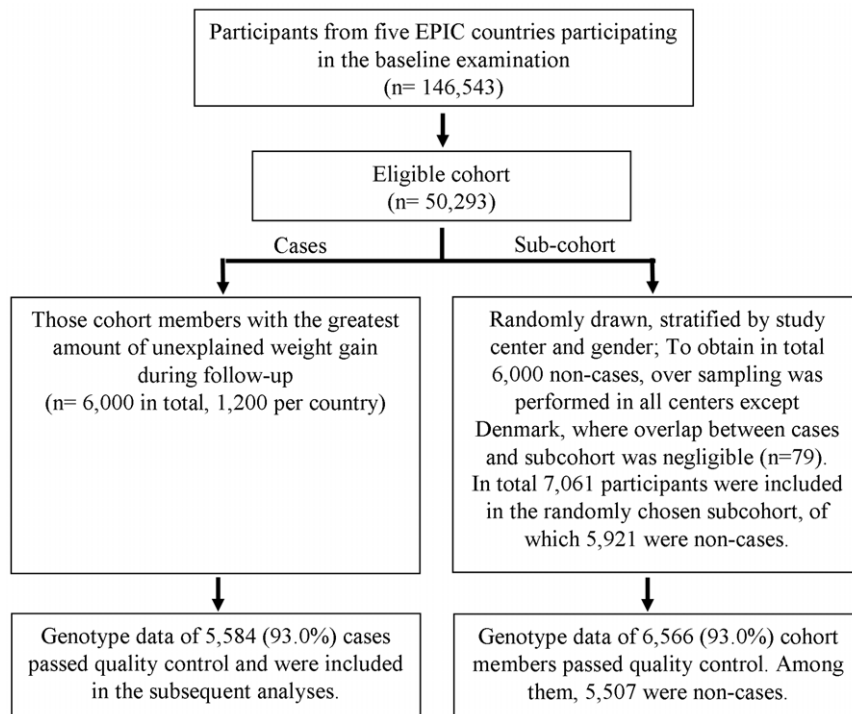 Participants from five EPIC countries participating
in the baseline examination
(n= 146,543)
Eligible cohort
(n= 50,293)
Cases
Sub-cohort
Those cohort members with the greatest
amount of unexplained weight gain
during follow-up
(n= 6,000 in total, 1,200 per country)
Randomly drawn, stratified by study
center and gender; To obtain in total
6,000 non-cases, over sampling was
performed in all centers except
Denmark, where overlap between cases
and subcohort was negligible (n=79).
In total 7,061 participants were included
in the randomly chosen subcohort, of
which 5,921 were non-cases.
Genotype data of 5,584 (93.0%) cases
passed quality control and were included
in the subsequent analyses.
Genotype data of 6,566 (93.0%) cohort
members passed quality control. Among
them, 5,507 were non-cases.